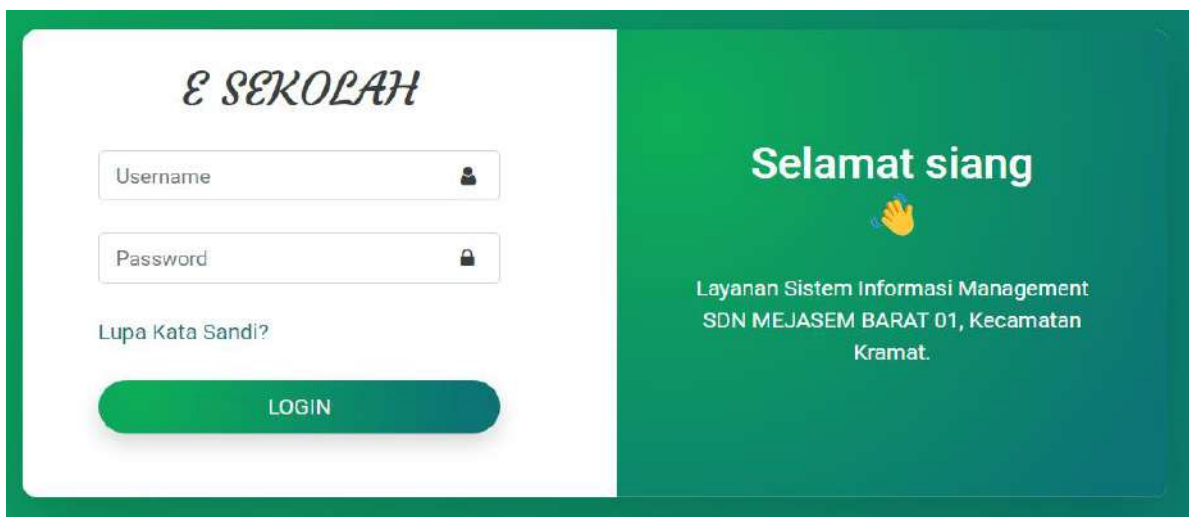 E SEKOLAH
Username
Password
Lupa Kata Sandi?
LOGIN
Selamat siang
Layanan Sistem Informasi Management
SDN MEJASEM BARAT 01, Kecamatan
Kramat.